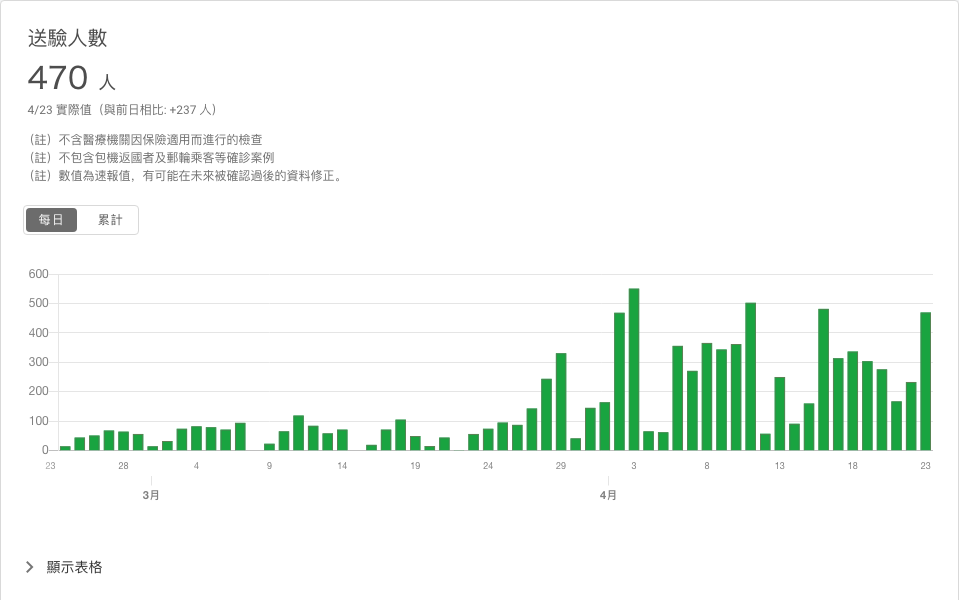 送驗人數
470 人
4/23 實際值（與前日相比: +237 人）
（註）不含醫療機關因保險適用而進行的檢查
（註）不包含包機返國者及郵輪乘客等確診案例
（註）數值為速報值，有可能在未來被確認過後的資料修正。
每日 累計
600
500
400
300
200
100
0
23 28 4 9 14 19 24 29 3 8 13 18 23
3月 4月
顯示表格